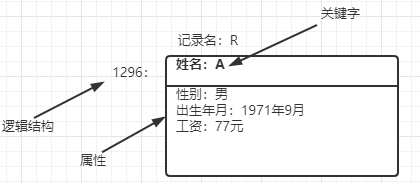 关键字
记录名：R
姓名：A
1296：
性别：男
出生年月：1971年9月
工资：77元
逻辑结构
属性